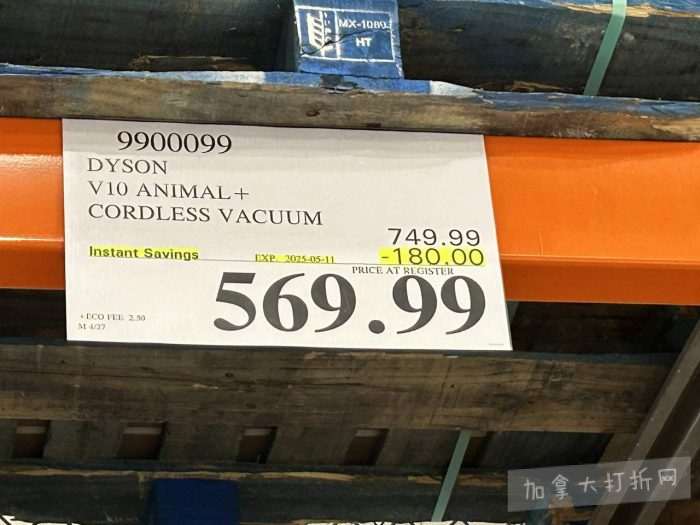 MX-1080
HT
9900099
DYSON
V10 ANIMAL+
CORDLESS VACUUM
749.99
Instant Savings EXP. 2025-05-11 -180.00
PRICE AT REGISTER
569.99
+ECO FEE 2.50
M 4/27
加拿大打折网